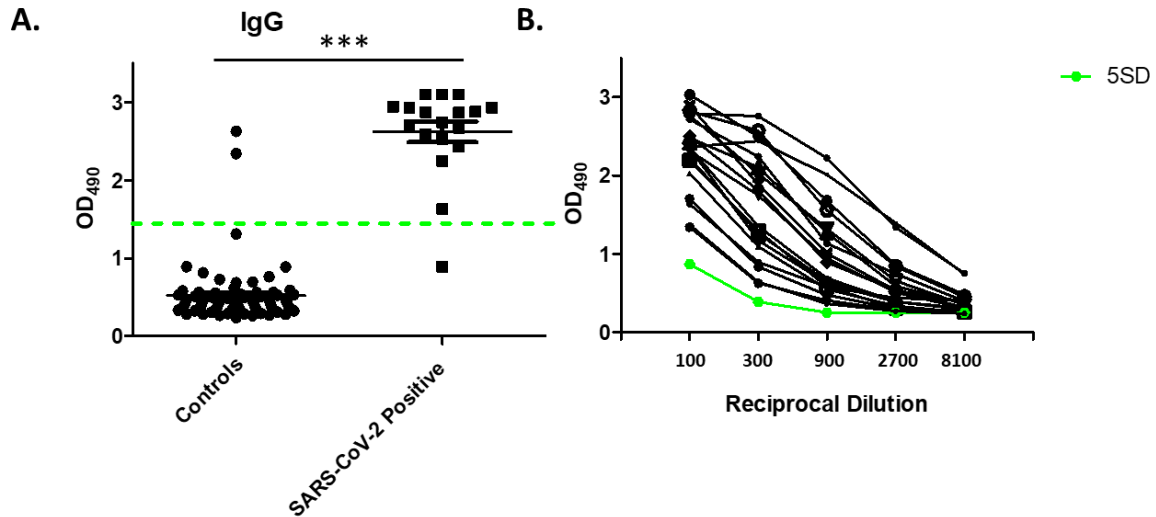 A.
IgG
***
3
2
1
0
OD490
Controls
SARS-CoV-2 Positive
B.
3
2
1
0
OD490
100 300 900 2700 8100
Reciprocal Dilution
5SD